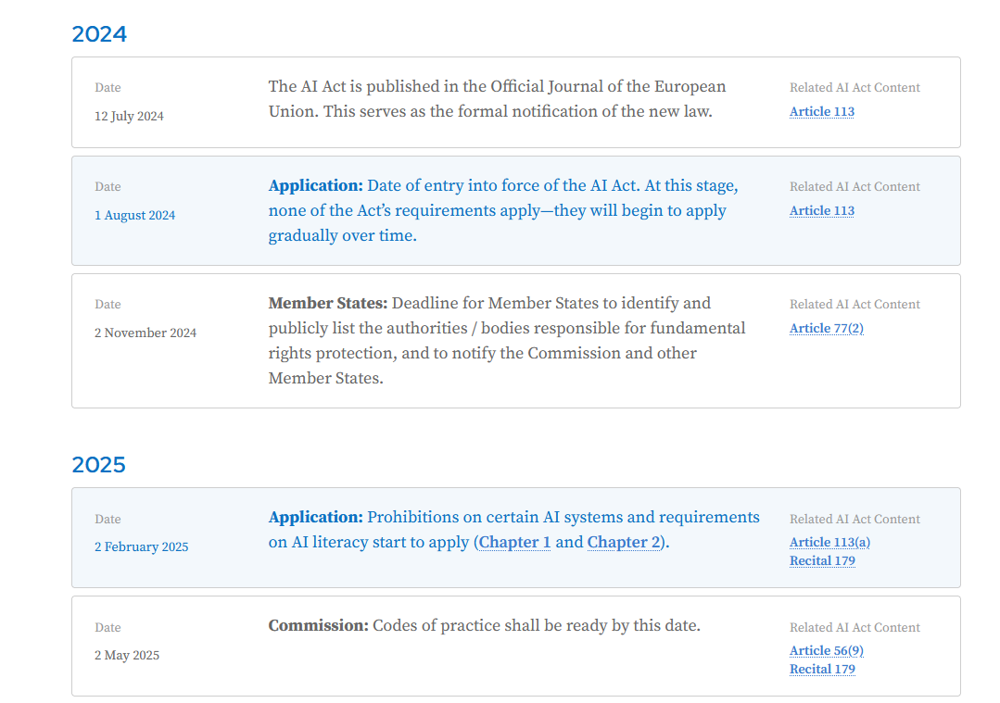 2024
Date
12 July 2024
The AI Act is published in the Official Journal of the European
Union. This serves as the formal notification of the new law.
Related AI Act Content
Article 113
Date
1 August 2024
Application: Date of entry into force of the AI Act. At this stage,
none of the Act’s requirements apply—they will begin to apply
gradually over time.
Related AI Act Content
Article 113
Date
2 November 2024
Member States: Deadline for Member States to identify and
publicly list the authorities / bodies responsible for fundamental
rights protection, and to notify the Commission and other
Member States.
Related AI Act Content
Article 77(2)
2025
Date
2 February 2025
Application: Prohibitions on certain AI systems and requirements
on AI literacy start to apply (Chapter 1 and Chapter 2).
Related AI Act Content
Article 113(a)
Recital 179
Date
2 May 2025
Commission: Codes of practice shall be ready by this date.
Related AI Act Content
Article 56(9)
Recital 179